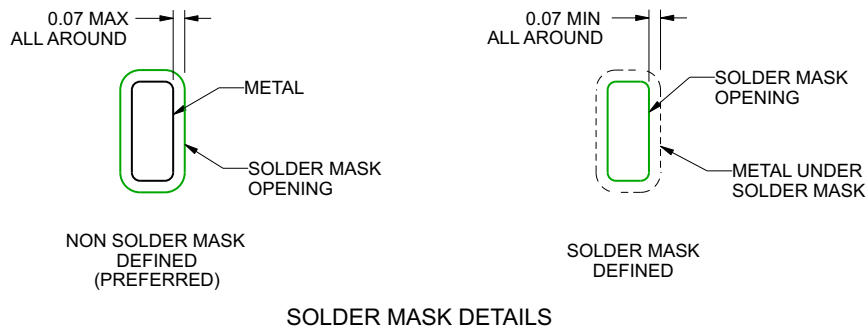 0.07 MAX
ALL AROUND
METAL
SOLDER MASK
OPENING
NON SOLDER MASK
DEFINED
(PREFERRED)
0.07 MIN
ALL AROUND
SOLDER MASK
OPENING
METAL UNDER
SOLDER MASK
SOLDER MASK
DEFINED
SOLDER MASK DETAILS